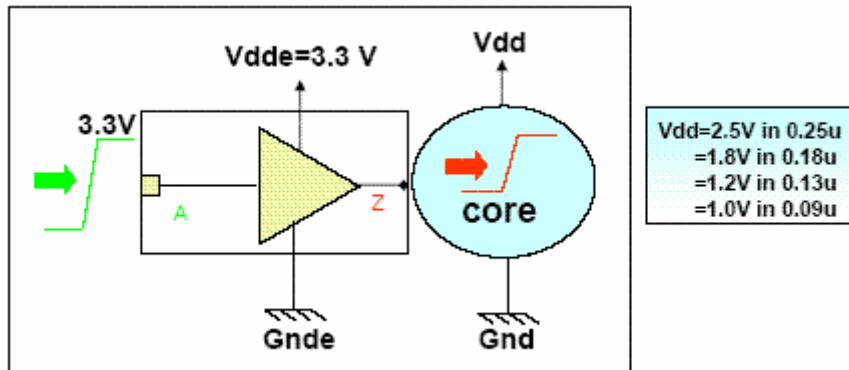 Vdde=3.3 V
Vdd
3.3V
A
Z
core
Gnde
Gnd
Vdd=2.5V in 0.25u
=1.8V in 0.18u
=1.2V in 0.13u
=1.0V in 0.09u